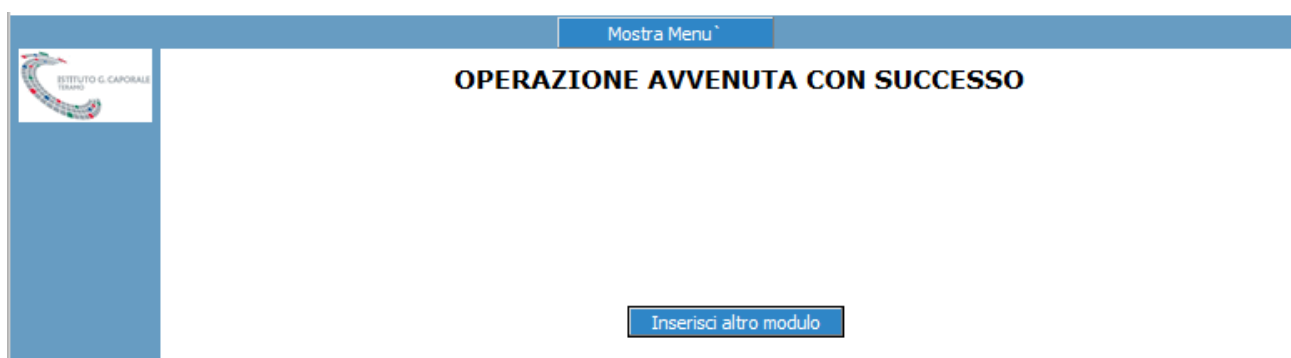 Mostra Menu`
ISTITUTO G. CAPORALE
TERAMO
OPERAZIONE AVVENUTA CON SUCCESSO
Inserisci altro modulo